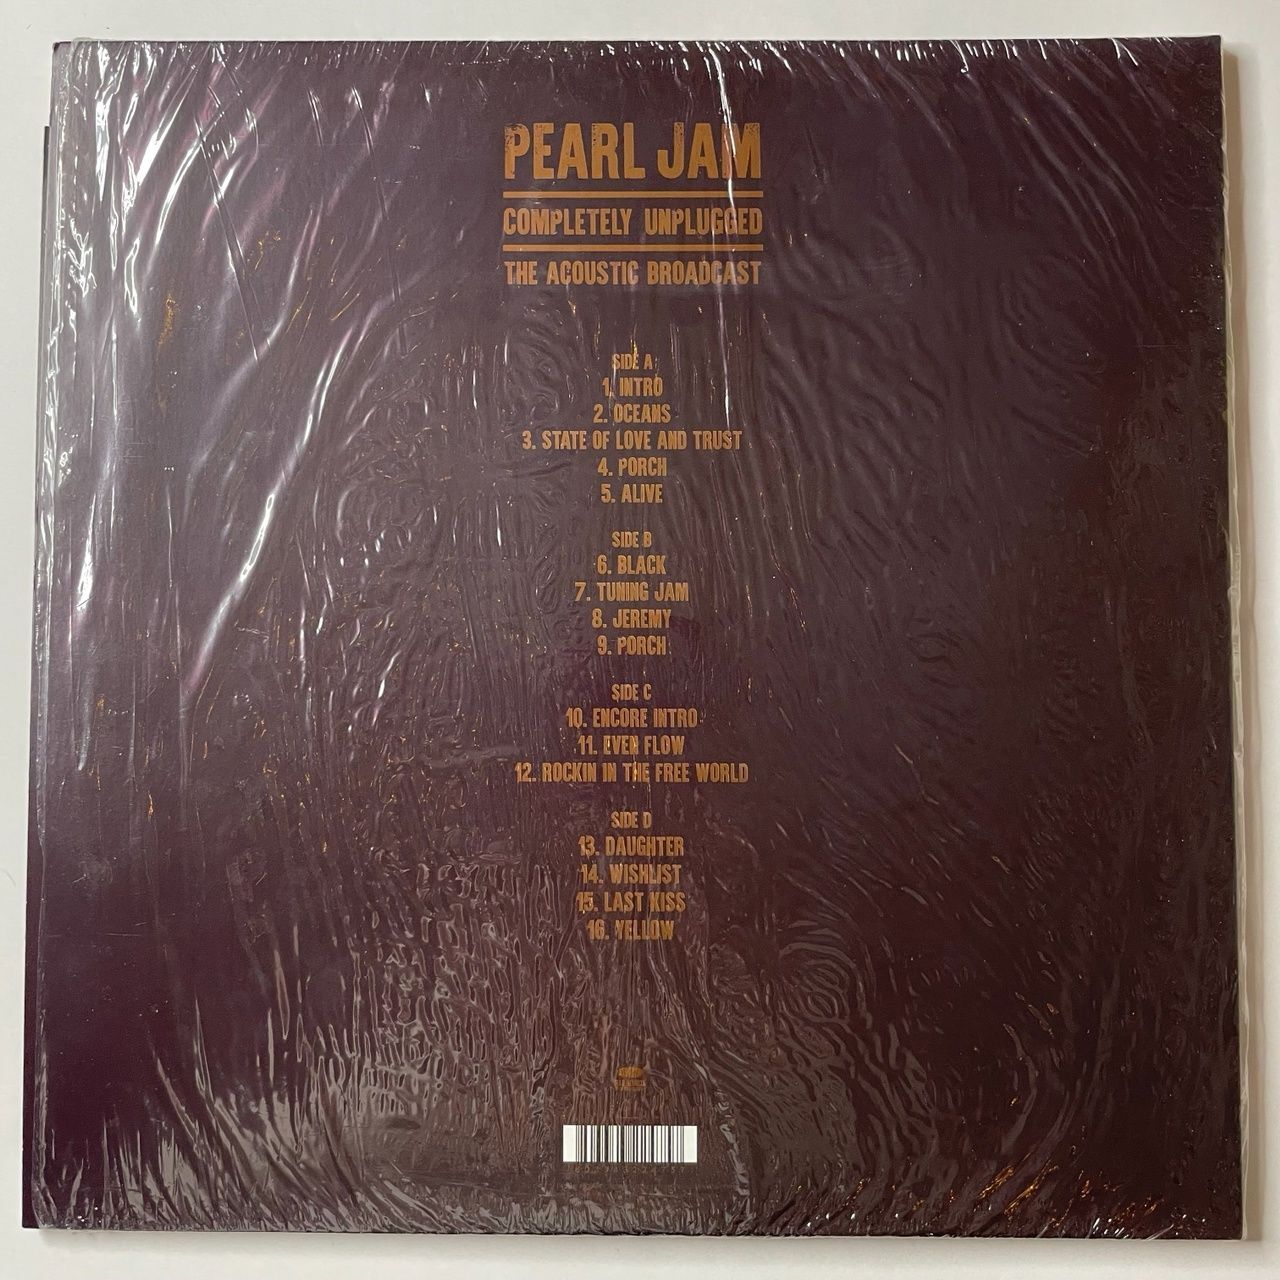 PEARL JAM
COMPLETELY UNPLUGGED
THE ACOUSTIC BROADCAST
SIDE A
1. INTRO
2. OCEANS
3. STATE OF LOVE AND TRUST
4. PORCH
5. ALIVE
SIDE B
6. BLACK
7. TUNING JAM
8. JEREMY
9. PORCH
SIDE C
10. ENCORE INTRO
11. EVEN FLOW
12. ROCKIN IN THE FREE WORLD
SIDE D
13. DAUGHTER
14. WISHLIST
15. LAST KISS
16. YELLOW